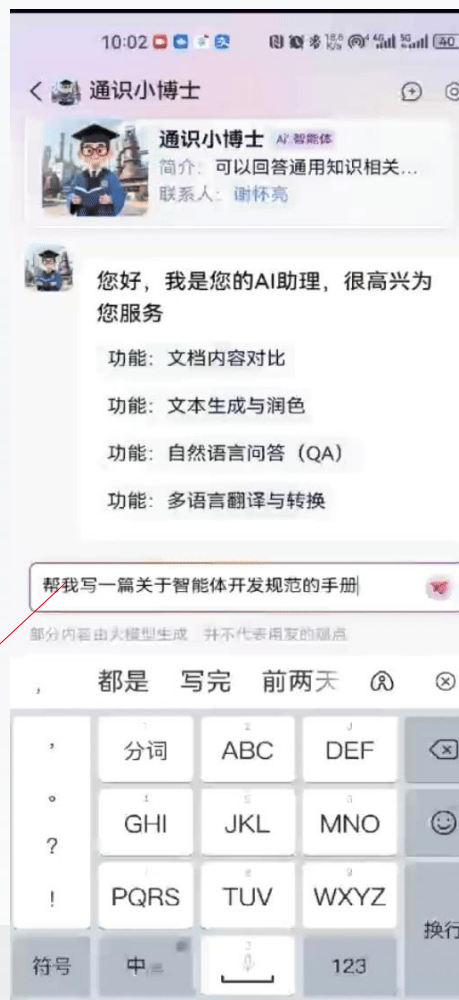 10:02
40
通识小博士
通识小博士 AI 智能体
简介：可以回答通用知识相关...
联系人：谢怀亮
您好，我是您的AI助理，很高兴为
您服务
功能：文档内容对比
功能：文本生成与润色
功能：自然语言问答（QA）
功能：多语言翻译与转换
帮我写一篇关于智能体开发规范的手册
部分内容由大模型生成 并不代表用友的观点
， 都是 写完 前两天
， 分词 ABC DEF
。 GHI JKL MNO
？
！ PQRS TUV WXYZ
换行
符号 中 123